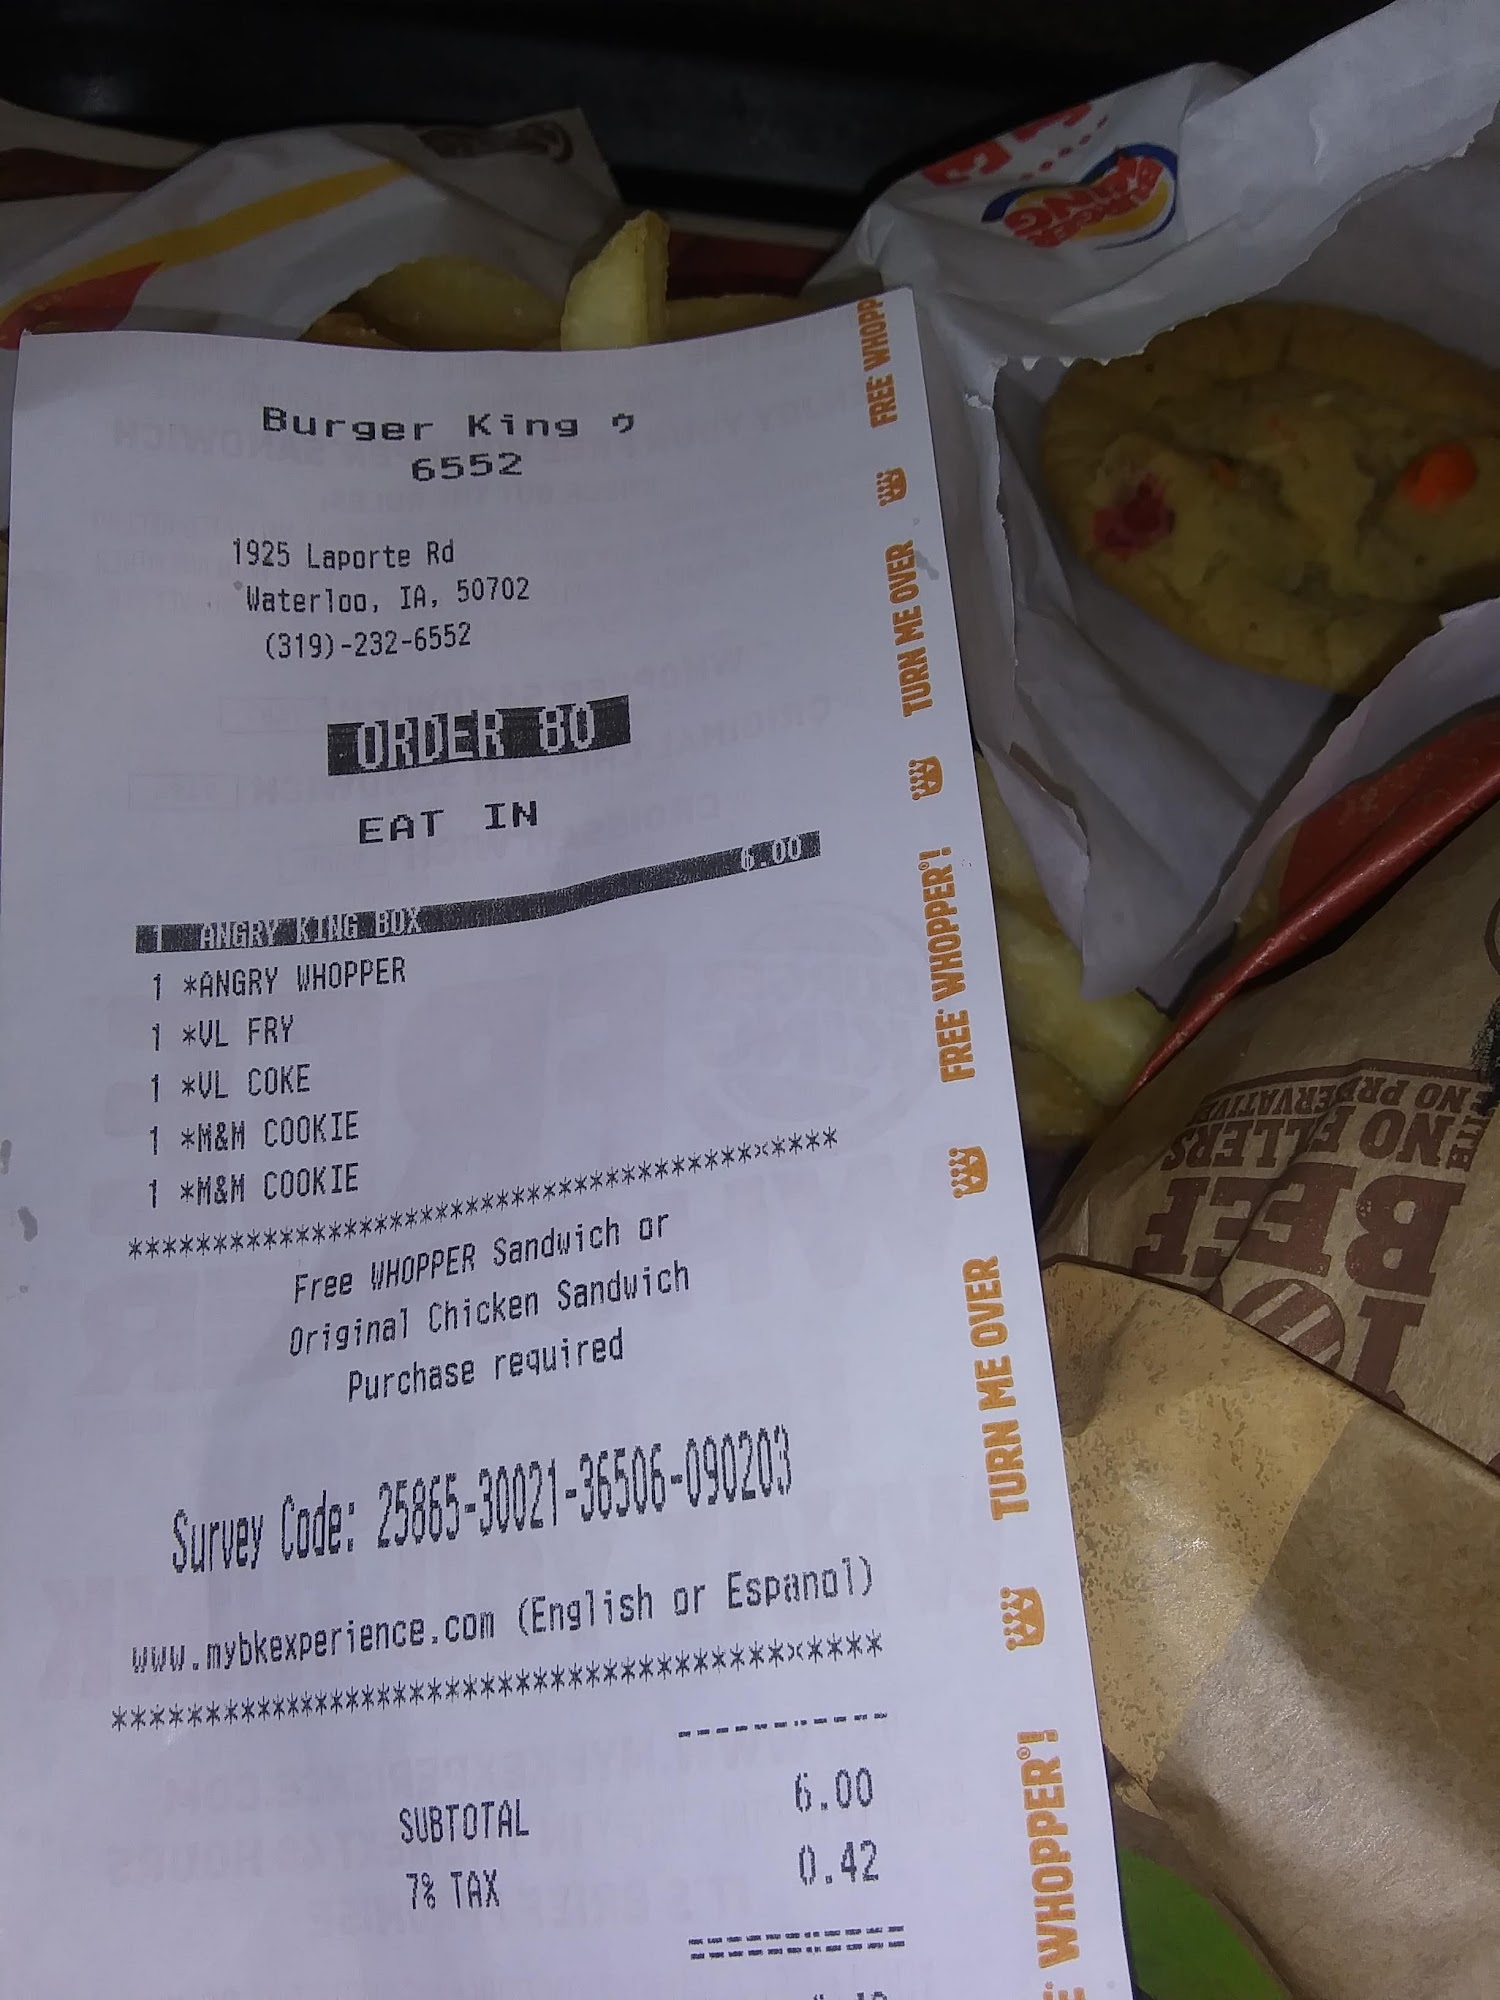 Burger King
6552
1925 Laporte Rd
Waterloo, IA, 50702
(319)-232-6552
ORDER 80
EAT IN
1 ANGRY KING BOX 6.00
1 *ANGRY WHOPPER
1 *VL FRY
1 *VL COKE
1 *M&M COOKIE
1 *M&M COOKIE
****************************************
Free WHOPPER Sandwich or
Original Chicken Sandwich
Purchase required
Survey Code: 25865-30021-36506-090203
www.mybkexperience.com (English or Espanol)
****************************************
SUBTOTAL 6.00
7% TAX 0.42
FREE WHOPP
TURN ME OVER
FREE WHOPPER®!
TURN ME OVER
WHOPPER®!
BURGER
KING
BEEF
NO FILLERS
NO PRESERVATIVE